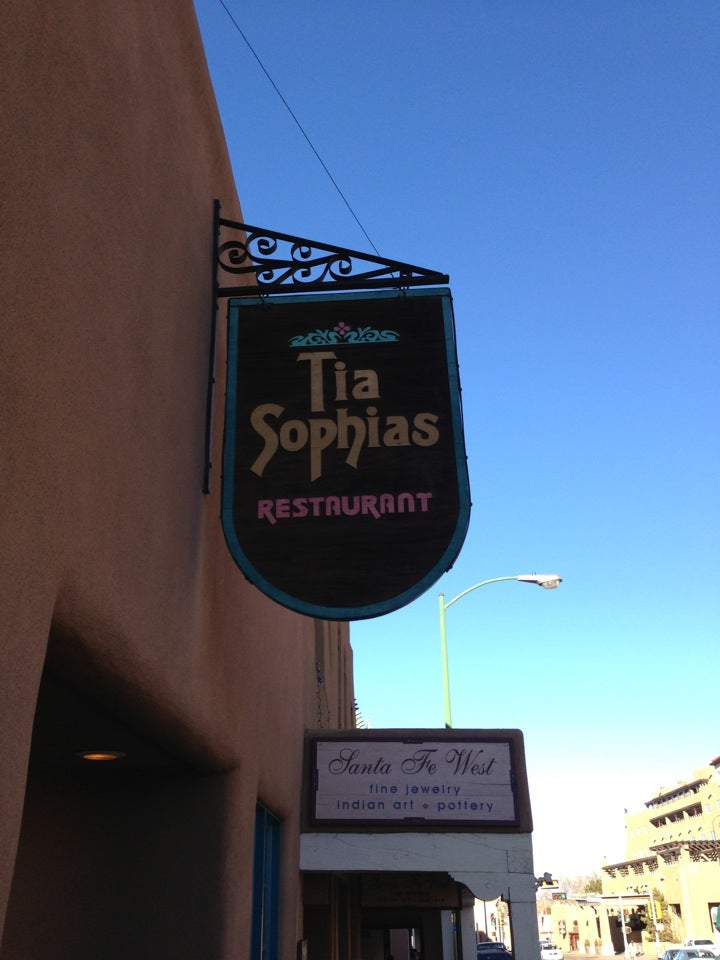 Tia
Sophias
RESTAURANT
Santa Fe West
fine jewelry
indian art • pottery